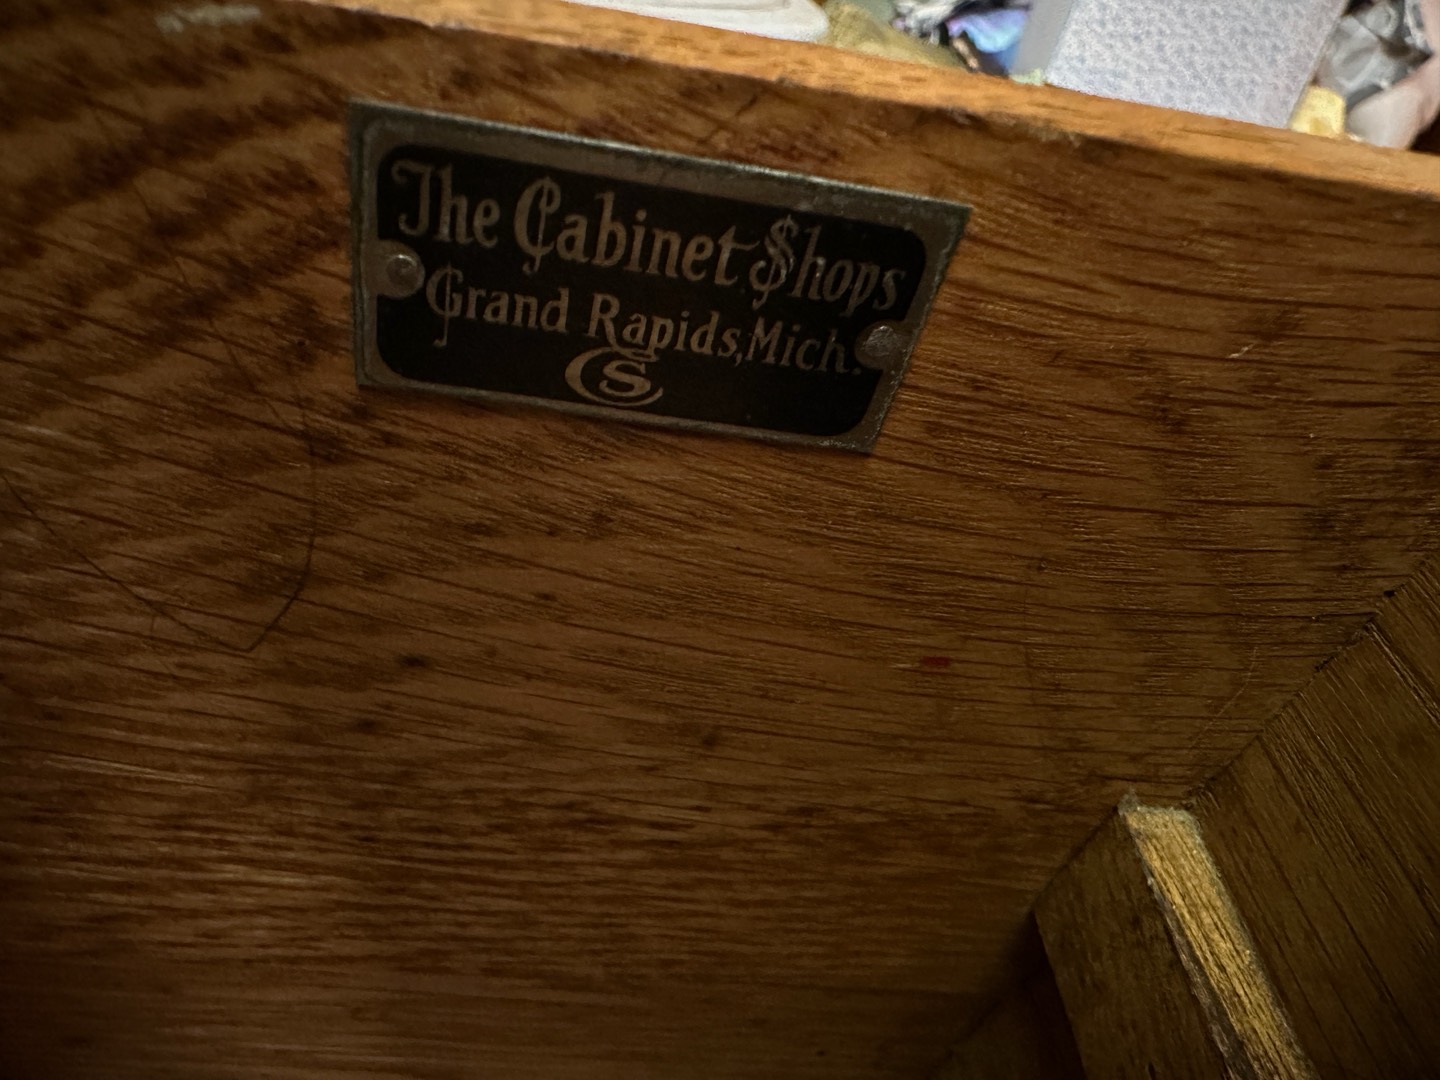 The Cabinet Shops
Grand Rapids, Mich.
CS